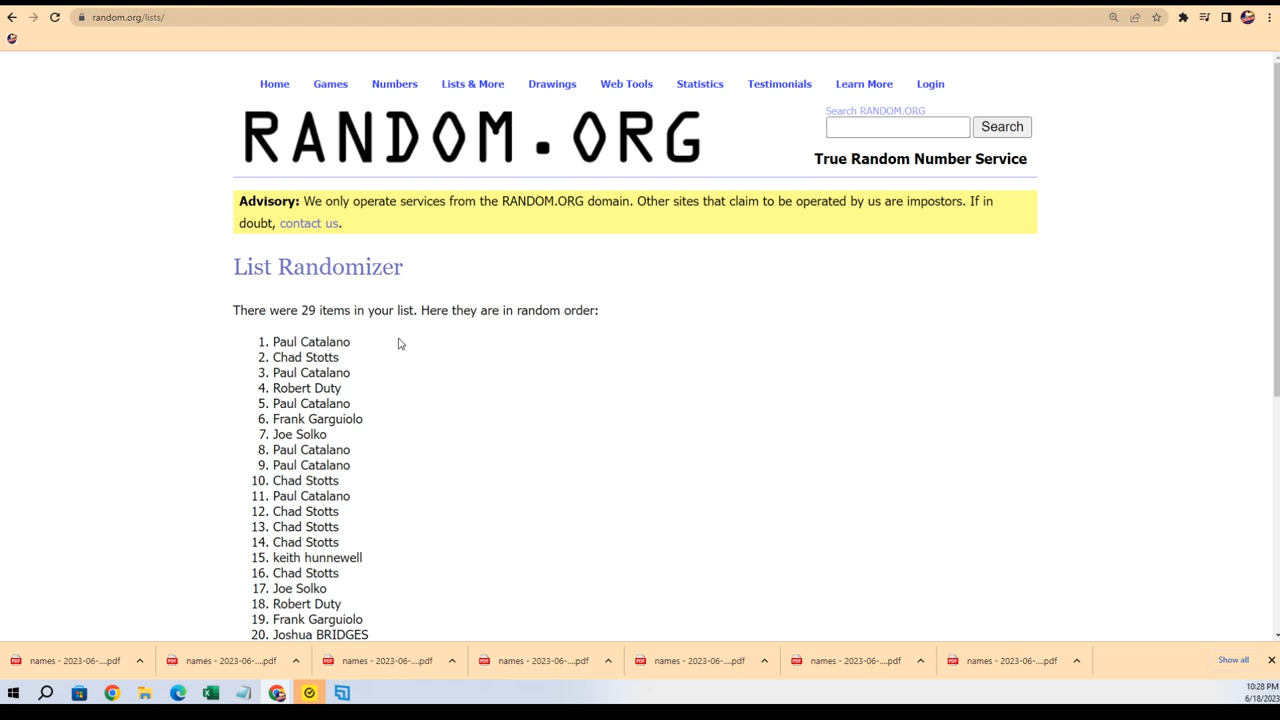 random.org/lists/
Home Games Numbers Lists & More Drawings Web Tools Statistics Testimonials Learn More Login
RANDOM.ORG
Search RANDOM.ORG
Search
True Random Number Service
Advisory: We only operate services from the RANDOM.ORG domain. Other sites that claim to be operated by us are impostors. If in
doubt, contact us.
List Randomizer
There were 29 items in your list. Here they are in random order:
1. Paul Catalano
2. Chad Stotts
3. Paul Catalano
4. Robert Duty
5. Paul Catalano
6. Frank Garguiolo
7. Joe Solko
8. Paul Catalano
9. Paul Catalano
10. Chad Stotts
11. Paul Catalano
12. Chad Stotts
13. Chad Stotts
14. Chad Stotts
15. keith hunnewell
16. Chad Stotts
17. Joe Solko
18. Robert Duty
19. Frank Garguiolo
20. Joshua BRIDGES
names - 2023-06-....pdf names - 2023-06-....pdf names - 2023-06-....pdf names - 2023-06-....pdf names - 2023-06-....pdf names - 2023-06-....pdf names - 2023-06-....pdf Show all
10:28 PM
6/18/2023